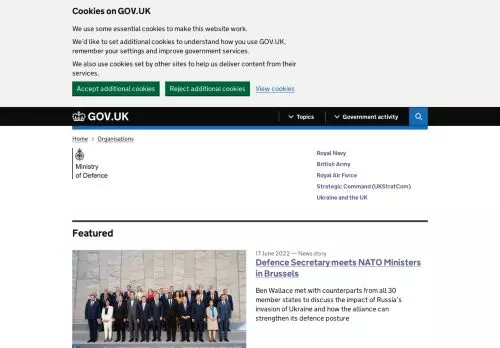 Cookies on GOV.UK
We use some essential cookies to make this website work.
We'd like to set additional cookies to understand how you use GOV.UK,
remember your settings and improve government services.
We also use cookies set by other sites to help us deliver content from their
services.
Accept additional cookies
Reject additional cookies
View cookies
GOV.UK
Topics
Government activity
Home > Organisations
Ministry
of Defence
Royal Navy
British Army
Royal Air Force
Strategic Command (UKStratCom)
Ukraine and the UK
Featured
17 June 2022 — News story
Defence Secretary meets NATO Ministers
in Brussels
Ben Wallace met with counterparts from all 30
member states to discuss the impact of Russia's
invasion of Ukraine and how the alliance can
strengthen its defence posture